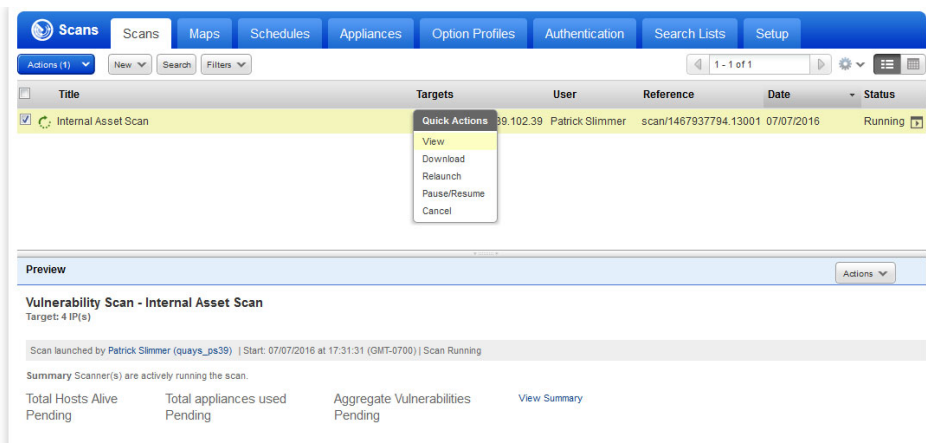 Scans Scans Maps Schedules Appliances Option Profiles Authentication Search Lists Setup
Actions (1) New Search Filters 1 - 1 of 1
Title Targets User Reference Date Status
Internal Asset Scan 39.102.39 Patrick Slimmer scan/1467937794.13001 07/07/2016 Running
Quick Actions
View
Download
Relaunch
Pause/Resume
Cancel
Preview Actions
Vulnerability Scan - Internal Asset Scan
Target: 4 IP(s)
Scan launched by Patrick Slimmer (quays_ps39) | Start: 07/07/2016 at 17:31:31 (GMT-0700) | Scan Running
Summary Scanner(s) are actively running the scan.
Total Hosts Alive Total appliances used Aggregate Vulnerabilities View Summary
Pending Pending Pending